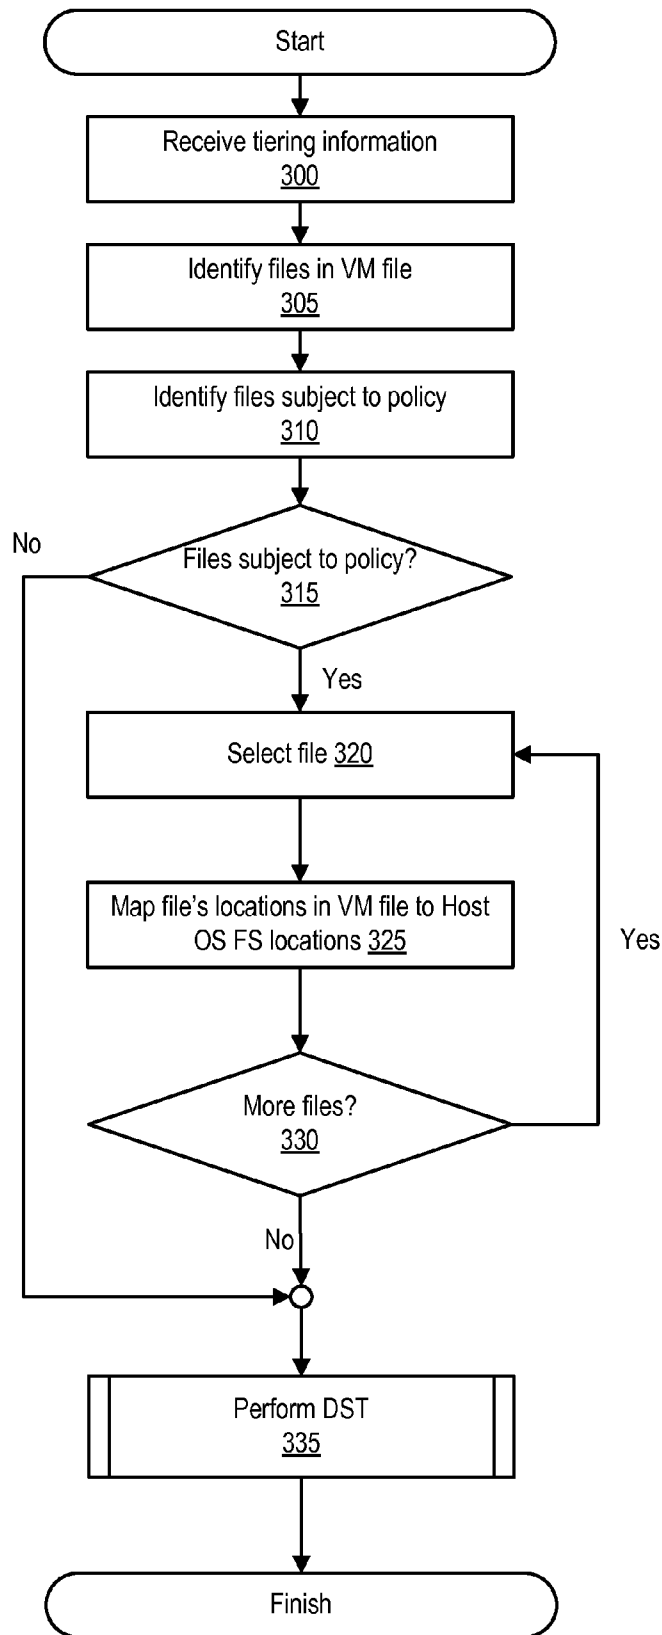 Start
Receive tiering information
300
Identify files in VM file
305
Identify files subject to policy
310
No
Files subject to policy?
315
Yes
Select file 320
Map file's locations in VM file to Host
OS FS locations 325
Yes
More files?
330
No
Perform DST
335
Finish